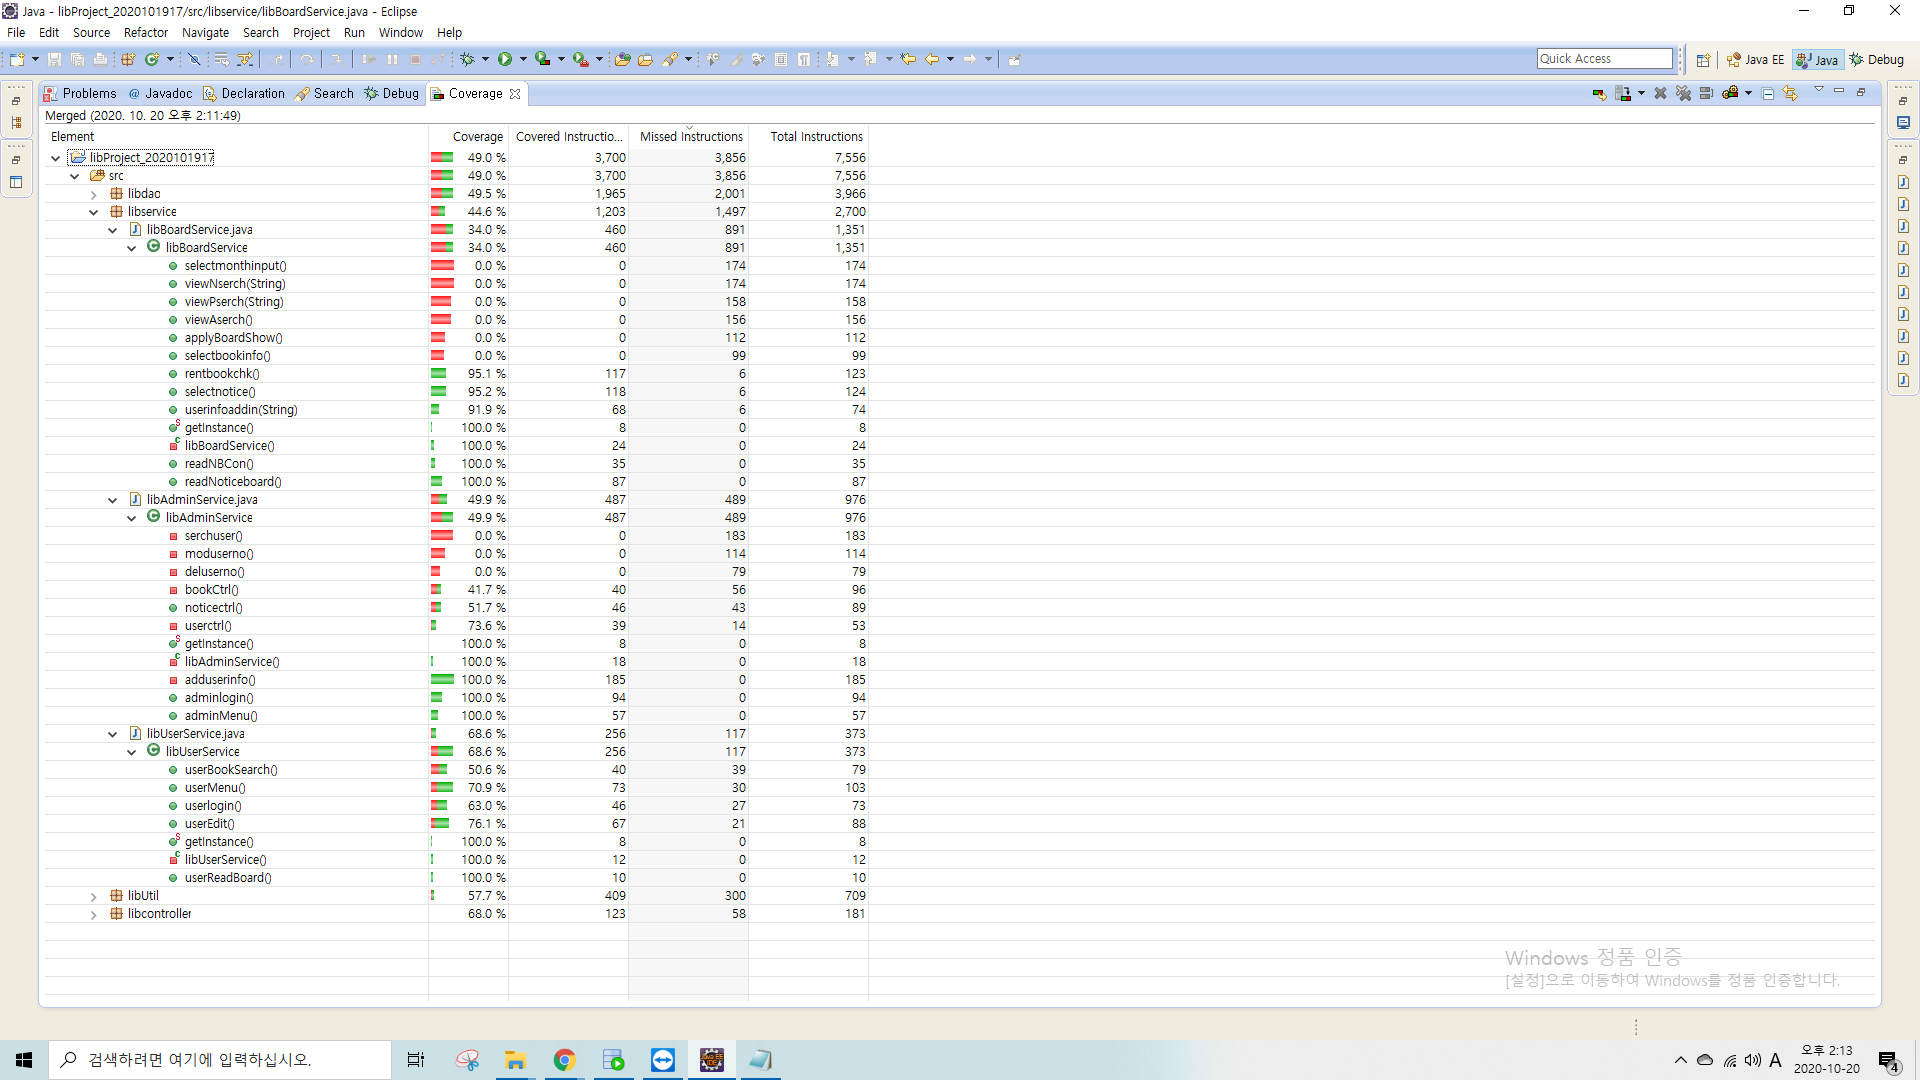 Java - libProject_2020101917/src/libservice/libBoardService.java - Eclipse
File Edit Source Refactor Navigate Search Project Run Window Help
Quick Access
Java EE Java Debug
Problems @ Javadoc Declaration Search Debug Coverage
Merged (2020. 10. 20 오후 2:11:49)
Element Coverage Covered Instructio... Missed Instructions Total Instructions
libProject_2020101917 49.0 % 3,700 3,856 7,556
src 49.0 % 3,700 3,856 7,556
libdao 49.5 % 1,965 2,001 3,966
libservice 44.6 % 1,203 1,497 2,700
libBoardService.java 34.0 % 460 891 1,351
libBoardService 34.0 % 460 891 1,351
selectmonthinput() 0.0 % 0 174 174
viewNserch(String) 0.0 % 0 174 174
viewPserch(String) 0.0 % 0 158 158
viewAserch() 0.0 % 0 156 156
applyBoardShow() 0.0 % 0 112 112
selectbookinfo() 0.0 % 0 99 99
rentbookchk() 95.1 % 117 6 123
selectnotice() 95.2 % 118 6 124
userinfoaddin(String) 91.9 % 68 6 74
getInstance() 100.0 % 8 0 8
libBoardService() 100.0 % 24 0 24
readNBCon() 100.0 % 35 0 35
readNoticeboard() 100.0 % 87 0 87
libAdminService.java 49.9 % 487 489 976
libAdminService 49.9 % 487 489 976
serchuser() 0.0 % 0 183 183
moduserno() 0.0 % 0 114 114
deluserno() 0.0 % 0 79 79
bookCtrl() 41.7 % 40 56 96
noticectrl() 51.7 % 46 43 89
userctrl() 73.6 % 39 14 53
getInstance() 100.0 % 8 0 8
libAdminService() 100.0 % 18 0 18
adduserinfo() 100.0 % 185 0 185
adminlogin() 100.0 % 94 0 94
adminMenu() 100.0 % 57 0 57
libUserService.java 68.6 % 256 117 373
libUserService 68.6 % 256 117 373
userBookSearch() 50.6 % 40 39 79
userMenu() 70.9 % 73 30 103
userlogin() 63.0 % 46 27 73
userEdit() 76.1 % 67 21 88
getInstance() 100.0 % 8 0 8
libUserService() 100.0 % 12 0 12
userReadBoard() 100.0 % 10 0 10
libUtil 57.7 % 409 300 709
libcontroller 68.0 % 123 58 181
Windows 정품 인증
[설정]으로 이동하여 Windows를 정품 인증합니다.
검색하려면 여기에 입력하십시오.
Java EE IDE
A
오후 2:13
2020-10-20
4